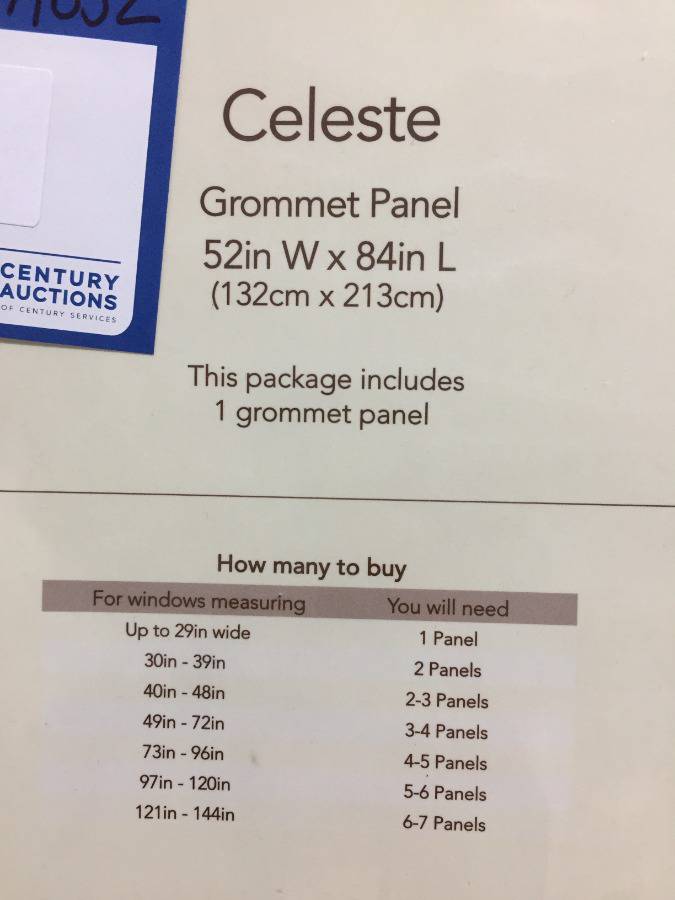 Celeste
Grommet Panel
52in W x 84in L
(132cm x 213cm)
This package includes
1 grommet panel
CENTURY
AUCTIONS
OF CENTURY SERVICES
How many to buy
For windows measuring You will need
Up to 29in wide 1 Panel
30in - 39in 2 Panels
40in - 48in 2-3 Panels
49in - 72in 3-4 Panels
73in - 96in 4-5 Panels
97in - 120in 5-6 Panels
121in - 144in 6-7 Panels